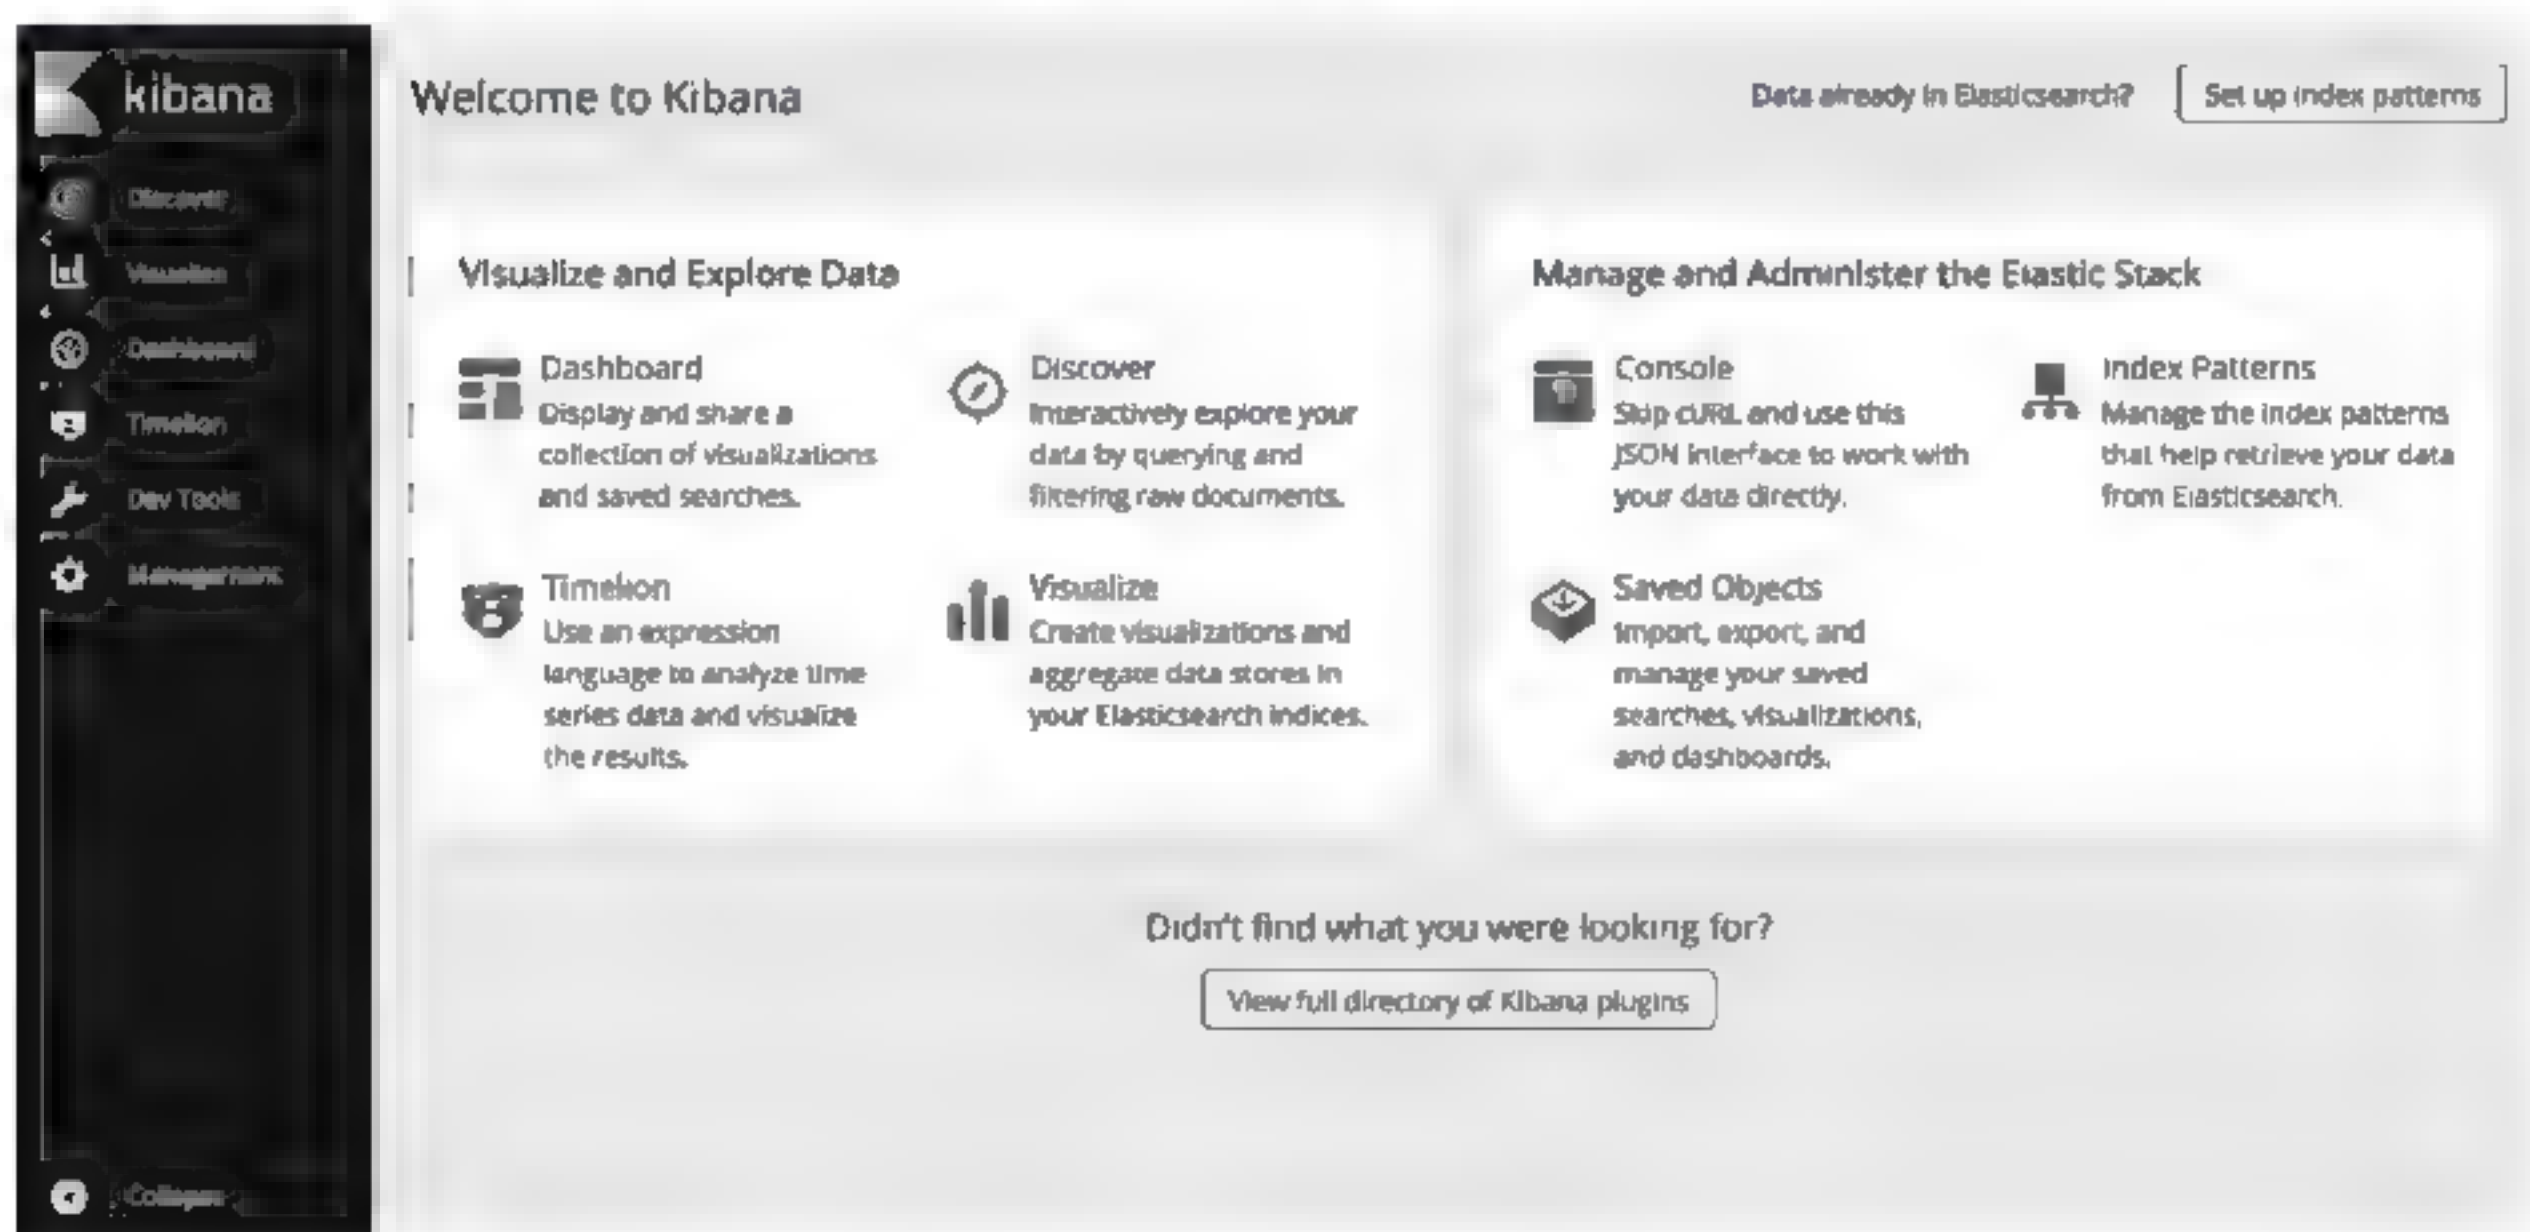 kibana
Discover
Visualize
Dashboard
Timelion
Dev Tools
Management
Collapse
Welcome to Kibana
Data already in Elasticsearch?
Set up index patterns
Visualize and Explore Data
Dashboard
Display and share a
collection of visualizations
and saved searches.
Discover
Interactively explore your
data by querying and
filtering raw documents.
Timelion
Use an expression
language to analyze time
series data and visualize
the results.
Visualize
Create visualizations and
aggregate data stores in
your Elasticsearch indices.
Manage and Administer the Elastic Stack
Console
Skip cURL and use this
JSON interface to work with
your data directly.
Index Patterns
Manage the index patterns
that help retrieve your data
from Elasticsearch.
Saved Objects
Import, export, and
manage your saved
searches, visualizations,
and dashboards.
Didn't find what you were looking for?
View full directory of Kibana plugins